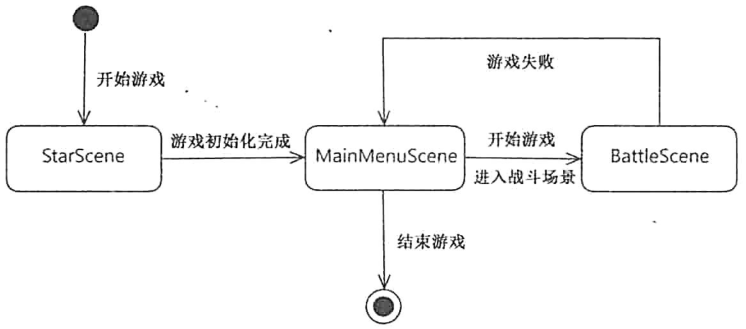 游戏失败
开始游戏
游戏初始化完成
开始游戏
StarScene
MainMenuScene
BattleScene
进入战斗场景
结束游戏